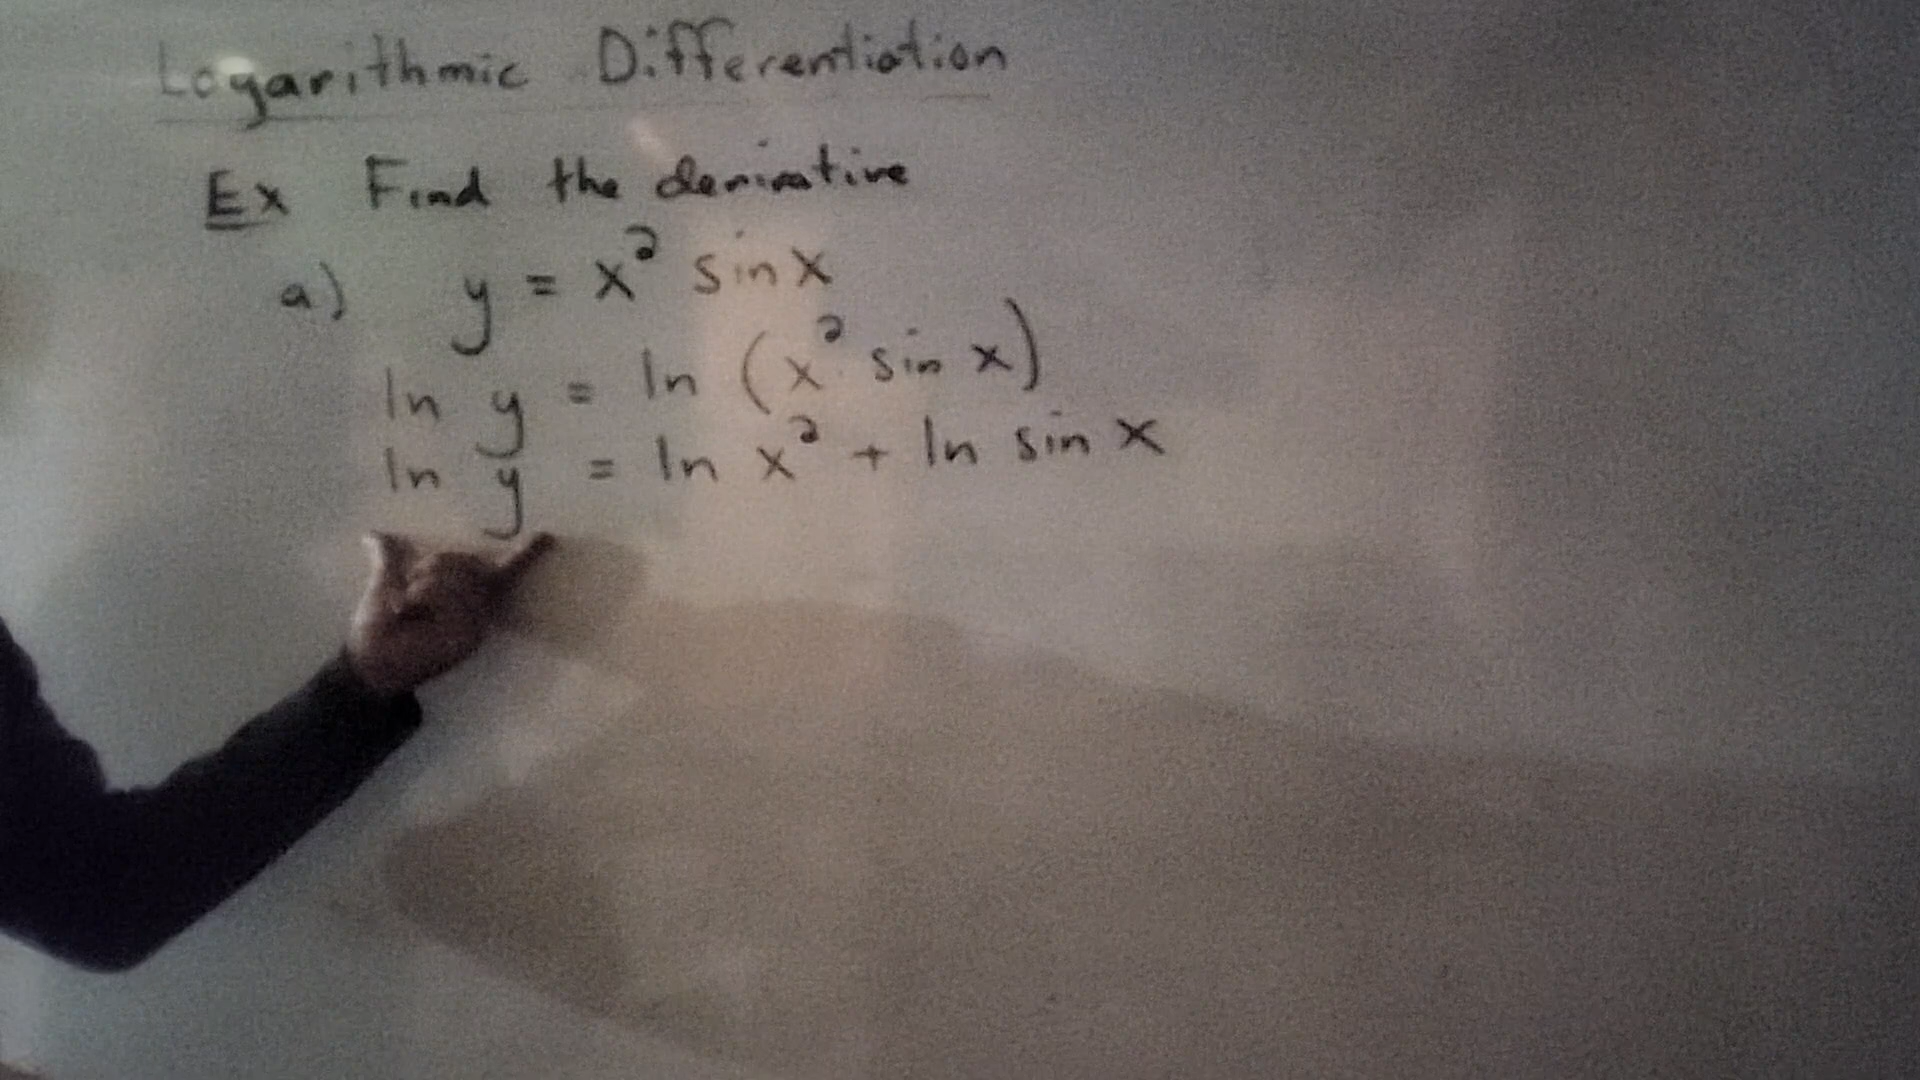 Logarithmic Differentiation
Ex Find the derivative
a) y = x² sin x
ln y = ln (x² sin x)
ln y = ln x² + ln sin x